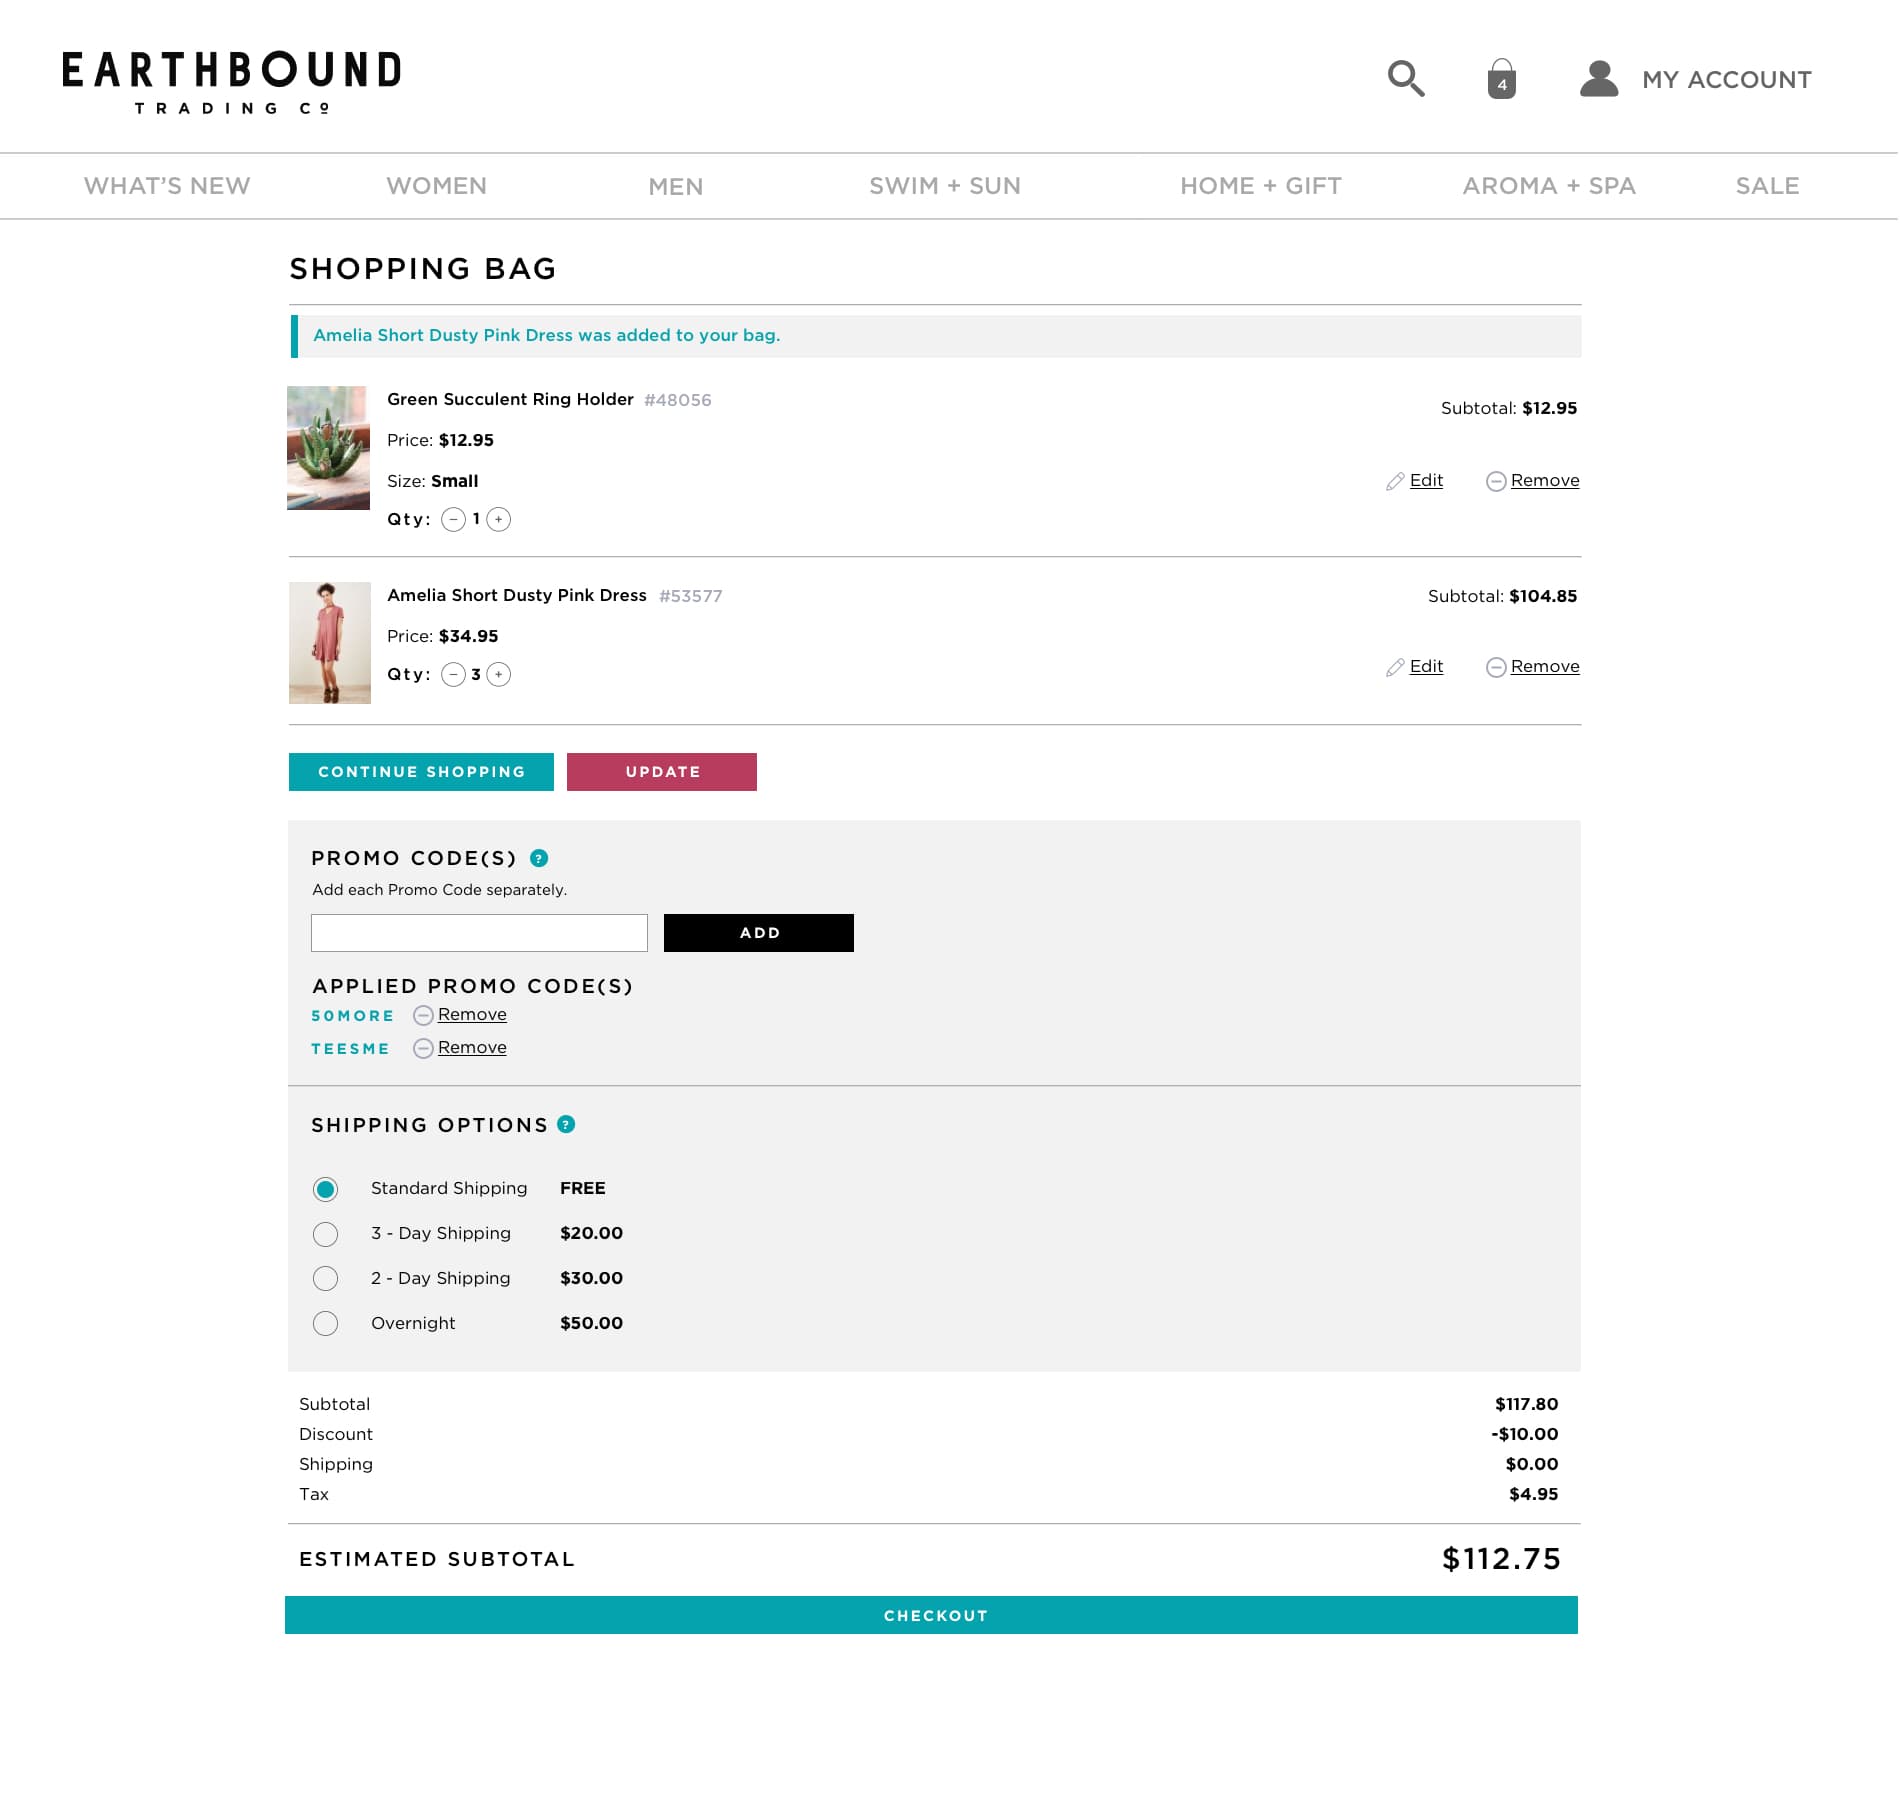 EARTHBOUND
TRADING Cº
4
MY ACCOUNT
WHAT'S NEW WOMEN MEN SWIM + SUN HOME + GIFT AROMA + SPA SALE
SHOPPING BAG
Amelia Short Dusty Pink Dress was added to your bag.
Green Succulent Ring Holder #48056
Subtotal: $12.95
Price: $12.95
Size: Small
Edit Remove
Qty: − 1 +
Amelia Short Dusty Pink Dress #53577
Subtotal: $104.85
Price: $34.95
Edit Remove
Qty: − 3 +
CONTINUE SHOPPING UPDATE
PROMO CODE(S) ?
Add each Promo Code separately.
ADD
APPLIED PROMO CODE(S)
50MORE Remove
TEESME Remove
SHIPPING OPTIONS ?
Standard Shipping FREE
3 - Day Shipping $20.00
2 - Day Shipping $30.00
Overnight $50.00
Subtotal $117.80
Discount -$10.00
Shipping $0.00
Tax $4.95
ESTIMATED SUBTOTAL $112.75
CHECKOUT